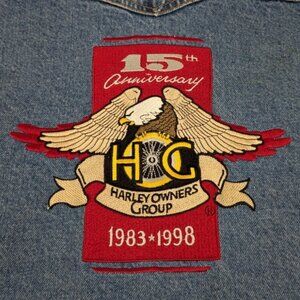 15th
Anniversary
HOG
HARLEY OWNERS
GROUP
®
1983★1998